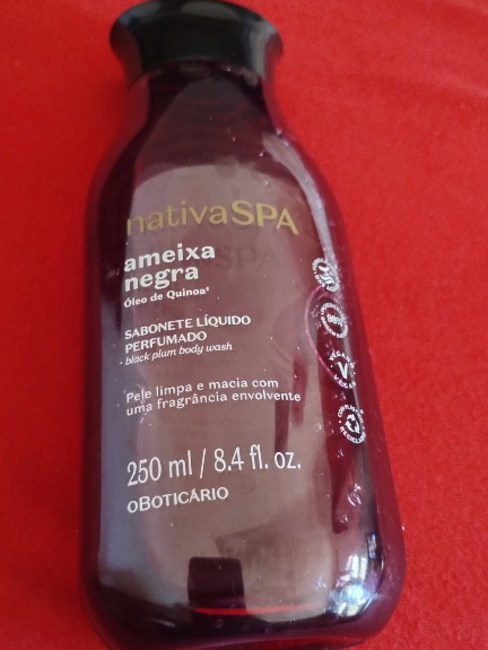 nativaSPA
ameixa
negra
Óleo de Quinoa¹
SABONETE LÍQUIDO
PERFUMADO
black plum body wash
Pele limpa e macia com
uma fragrância envolvente
250 ml / 8.4 fl. oz.
oBOTICÁRIO